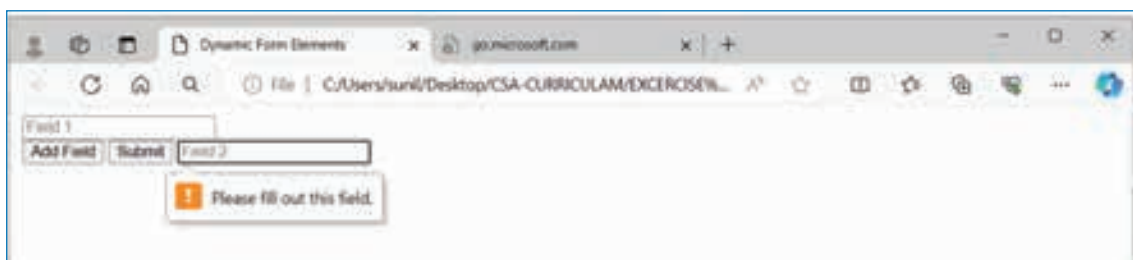 Dynamic Form Elements
go.microsoft.com
File
C:/Users/sunil/Desktop/CSA-CURRICULAM/EXCERCISE%...
Field 1
Add Field Submit Field 2
Please fill out this field.